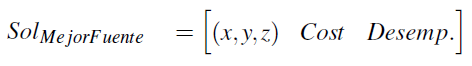 Sol_{MejorFuente} = [(x, y, z) Cost Desemp.]